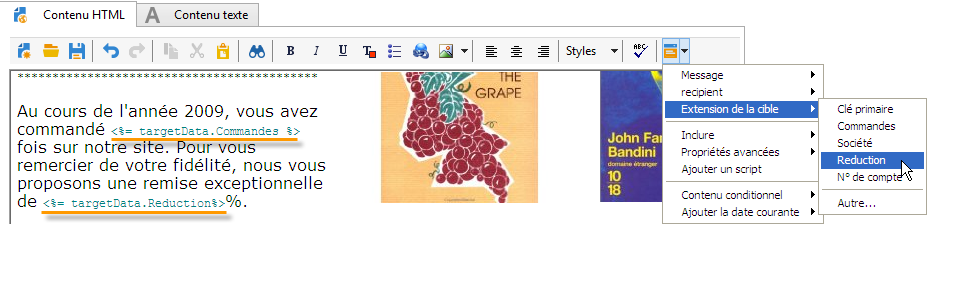 Contenu HTML
Contenu texte
A
B I U T Styles ABC
******************************************
Au cours de l'année 2009, vous avez
commandé <%= targetData.Commandes %>
fois sur notre site. Pour vous
remercier de votre fidélité, nous vous
proposons une remise exceptionnelle
de <%= targetData.Reduction%>%.
THE
GRAPE
John Fan
Bandini
domaine étranger
10
18
Message
recipient
Extension de la cible
Inclure
Propriétés avancées
Ajouter un script
Contenu conditionnel
Ajouter la date courante
Clé primaire
Commandes
Société
Reduction
N° de compte
Autre...